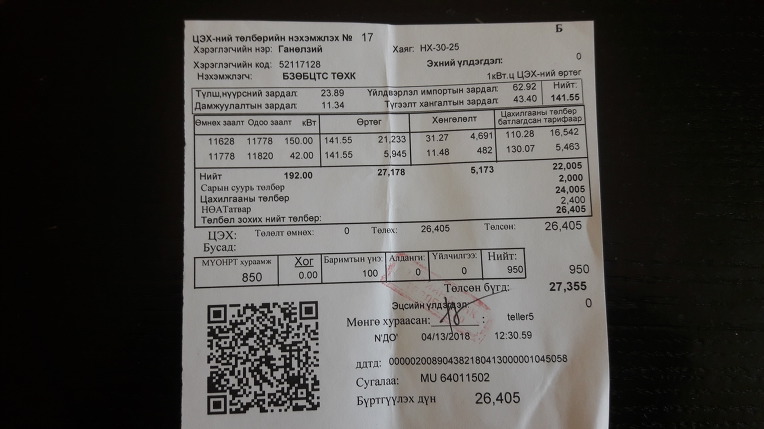 Б
ЦЭХ-ний төлбөрийн нэхэмжлэх № 17
Хэрэглэгчийн нэр: Ганөлзий Хаяг: НХ-30-25
Хэрэглэгчийн код: 52117128 Эхний үлдэгдэл: 0
Нэхэмжлэгч: БЗӨБЦТС ТӨХК 1кВт.ц ЦЭХ-ний өртөг
Түлш,нүүрсний зардал: 23.89 Үйлдвэрлэл импортын зардал: 62.92 Нийт:
Дамжуулалтын зардал: 11.34 Түгээлт хангалтын зардал: 43.40 141.55
Өмнөх заалт Одоо заалт кВт Өртөг Хөнгөлөлт Цахилгааны төлбөр батлагдсан тарифаар
11628 11778 150.00 141.55 21,233 31.27 4,691 110.28 16,542
11778 11820 42.00 141.55 5,945 11.48 482 130.07 5,463
Нийт 192.00 27,178 5,173 22,005
Сарын суурь төлбөр 2,000
Цахилгааны төлбөр 24,005
НӨАТатвар 2,400
Төлбөл зохих нийт төлбөр: 26,405
ЦЭХ: Төлөлт өмнөх: 0 Төлөх: 26,405 Төлсөн: 26,405
Бусад:
МҮОНРТ хураамж Хог Баримтын үнэ: Алданги: Үйлчилгээ: Нийт:
850 0.00 100 0 0 950 950
Төлсөн бүгд: 27,355
Эцсийн үлдэгдэл: 0
Мөнгө хураасан: : teller5
N'ДО' 04/13/2018 12:30:59
ддтд: 000002008904382180413000001045058
Сугалаа: MU 64011502
Бүртгүүлэх дүн 26,405